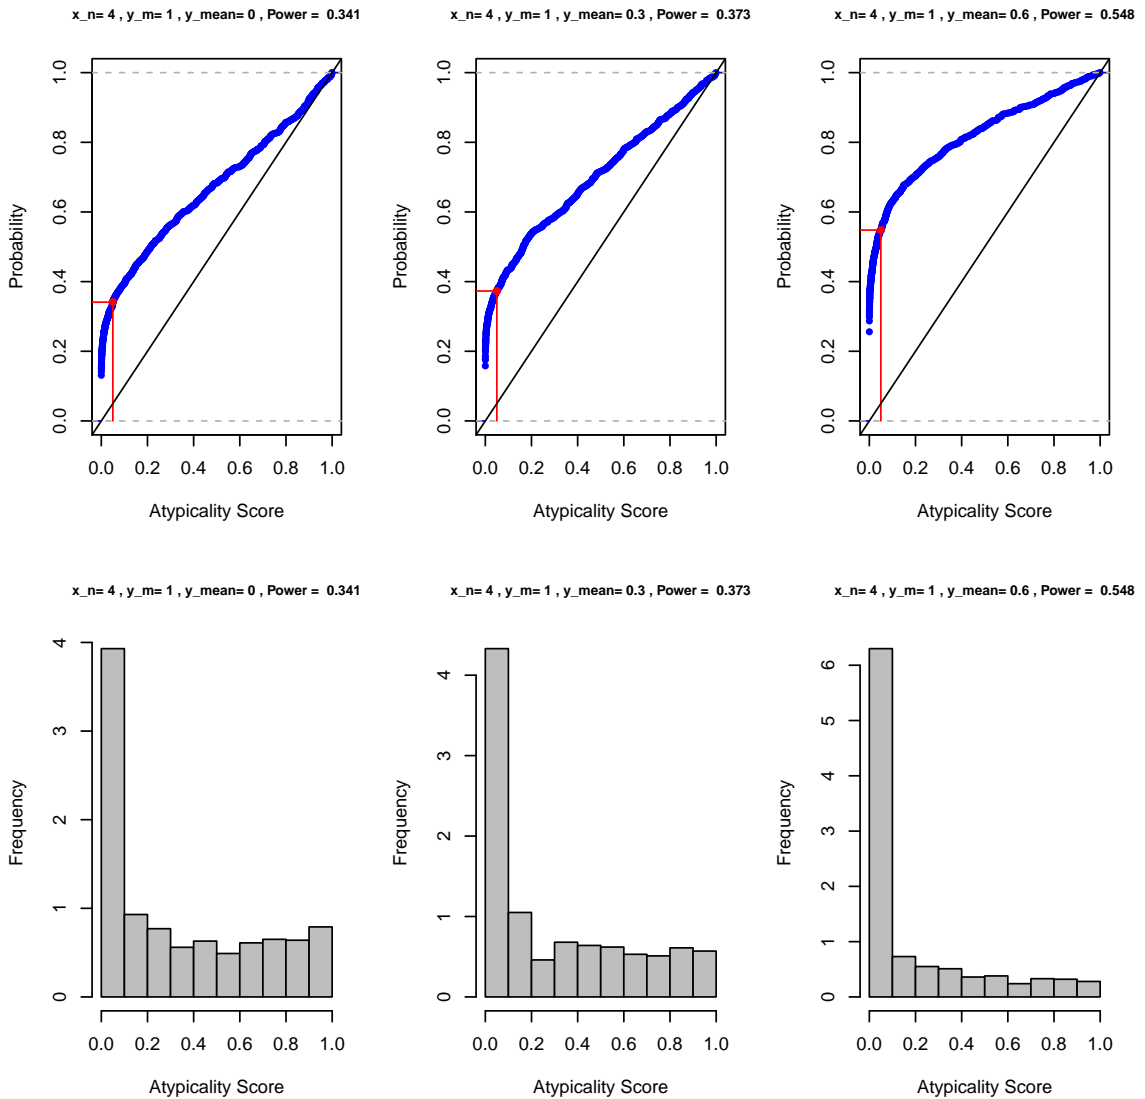 x_n= 4 , y_m= 1 , y_mean= 0 , Power = 0.341
x_n= 4 , y_m= 1 , y_mean= 0.3 , Power = 0.373
x_n= 4 , y_m= 1 , y_mean= 0.6 , Power = 0.548
Probability
1.0
0.8
0.6
0.4
0.2
0.0
0.0 0.2 0.4 0.6 0.8 1.0
Atypicality Score
Probability
1.0
0.8
0.6
0.4
0.2
0.0
0.0 0.2 0.4 0.6 0.8 1.0
Atypicality Score
Probability
1.0
0.8
0.6
0.4
0.2
0.0
0.0 0.2 0.4 0.6 0.8 1.0
Atypicality Score
x_n= 4 , y_m= 1 , y_mean= 0 , Power = 0.341
x_n= 4 , y_m= 1 , y_mean= 0.3 , Power = 0.373
x_n= 4 , y_m= 1 , y_mean= 0.6 , Power = 0.548
Frequency
4
3
2
1
0
0.0 0.2 0.4 0.6 0.8 1.0
Atypicality Score
Frequency
4
3
2
1
0
0.0 0.2 0.4 0.6 0.8 1.0
Atypicality Score
Frequency
6
5
4
3
2
1
0
0.0 0.2 0.4 0.6 0.8 1.0
Atypicality Score